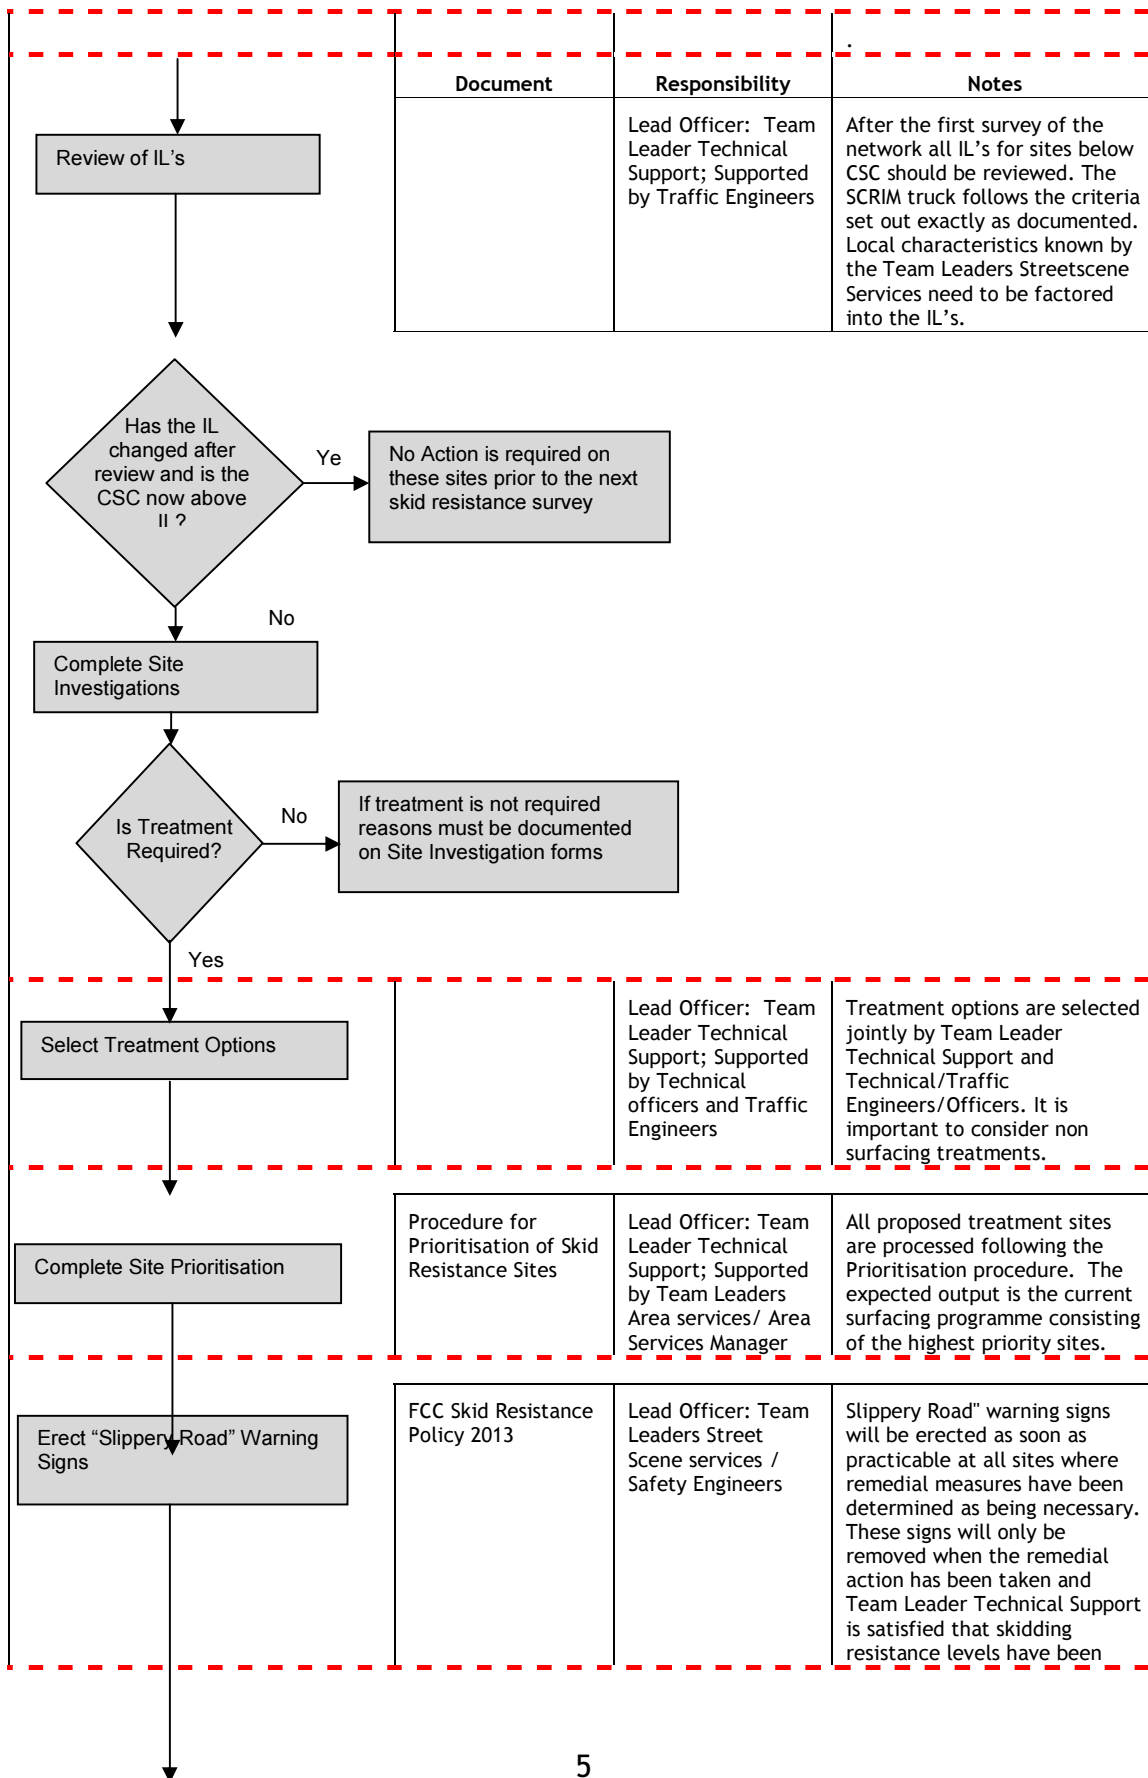 .
Document
Responsibility
Notes
Review of IL's
Lead Officer: Team
Leader Technical
Support; Supported
by Traffic Engineers
After the first survey of the
network all IL's for sites below
CSC should be reviewed. The
SCRIM truck follows the criteria
set out exactly as documented.
Local characteristics known by
the Team Leaders Streetscene
Services need to be factored
into the IL's.
Has the IL
changed after
review and is the
CSC now above
IL?
Ye
No Action is required on
these sites prior to the next
skid resistance survey
No
Complete Site
Investigations
Is Treatment
Required?
No
If treatment is not required
reasons must be documented
on Site Investigation forms
Yes
Select Treatment Options
Lead Officer: Team
Leader Technical
Support; Supported
by Technical
officers and Traffic
Engineers
Treatment options are selected
jointly by Team Leader
Technical Support and
Technical/Traffic
Engineers/Officers. It is
important to consider non
surfacing treatments.
Complete Site Prioritisation
Procedure for
Prioritisation of Skid
Resistance Sites
Lead Officer: Team
Leader Technical
Support; Supported
by Team Leaders
Area services/ Area
Services Manager
All proposed treatment sites
are processed following the
Prioritisation procedure. The
expected output is the current
surfacing programme consisting
of the highest priority sites.
Erect "Slippery Road" Warning
Signs
FCC Skid Resistance
Policy 2013
Lead Officer: Team
Leaders Street
Scene services /
Safety Engineers
Slippery Road" warning signs
will be erected as soon as
practicable at all sites where
remedial measures have been
determined as being necessary.
These signs will only be
removed when the remedial
action has been taken and
Team Leader Technical Support
is satisfied that skidding
resistance levels have been
5